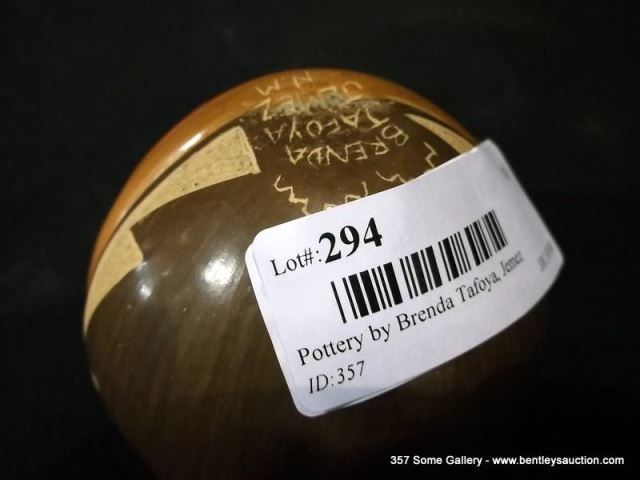 BRENDA
TAFOYA
JEMEZ
N.M
Lot#:294
Pottery by Brenda Tafoya, Jemez
ID:357
357 Some Gallery - www.bentleysauction.com